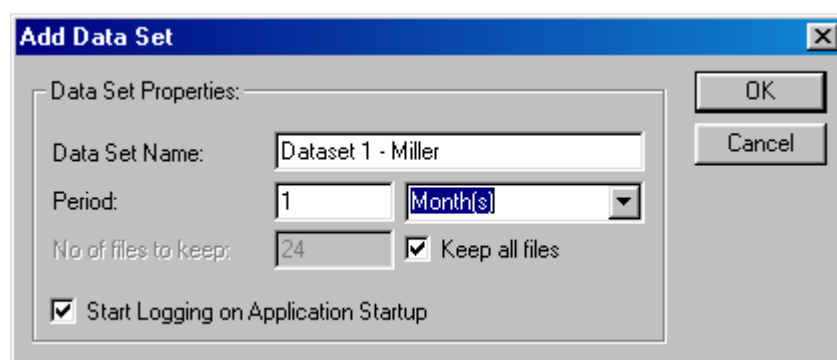 Add Data Set
Data Set Properties:
OK
Data Set Name: Dataset 1 - Miller
Cancel
Period: 1 Month(s)
No of files to keep: 24 Keep all files
Start Logging on Application Startup